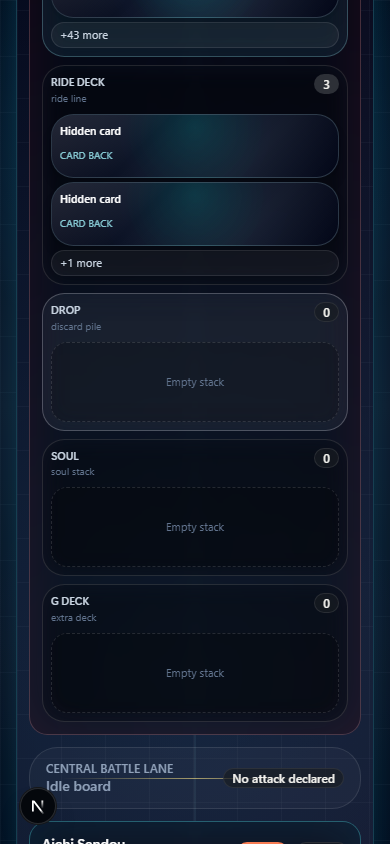 +43 more
RIDE DECK
3
ride line
Hidden card
CARD BACK
Hidden card
CARD BACK
+1 more
DROP
0
discard pile
Empty stack
SOUL
0
soul stack
Empty stack
G DECK
0
extra deck
Empty stack
CENTRAL BATTLE LANE
Idle board
No attack declared
N